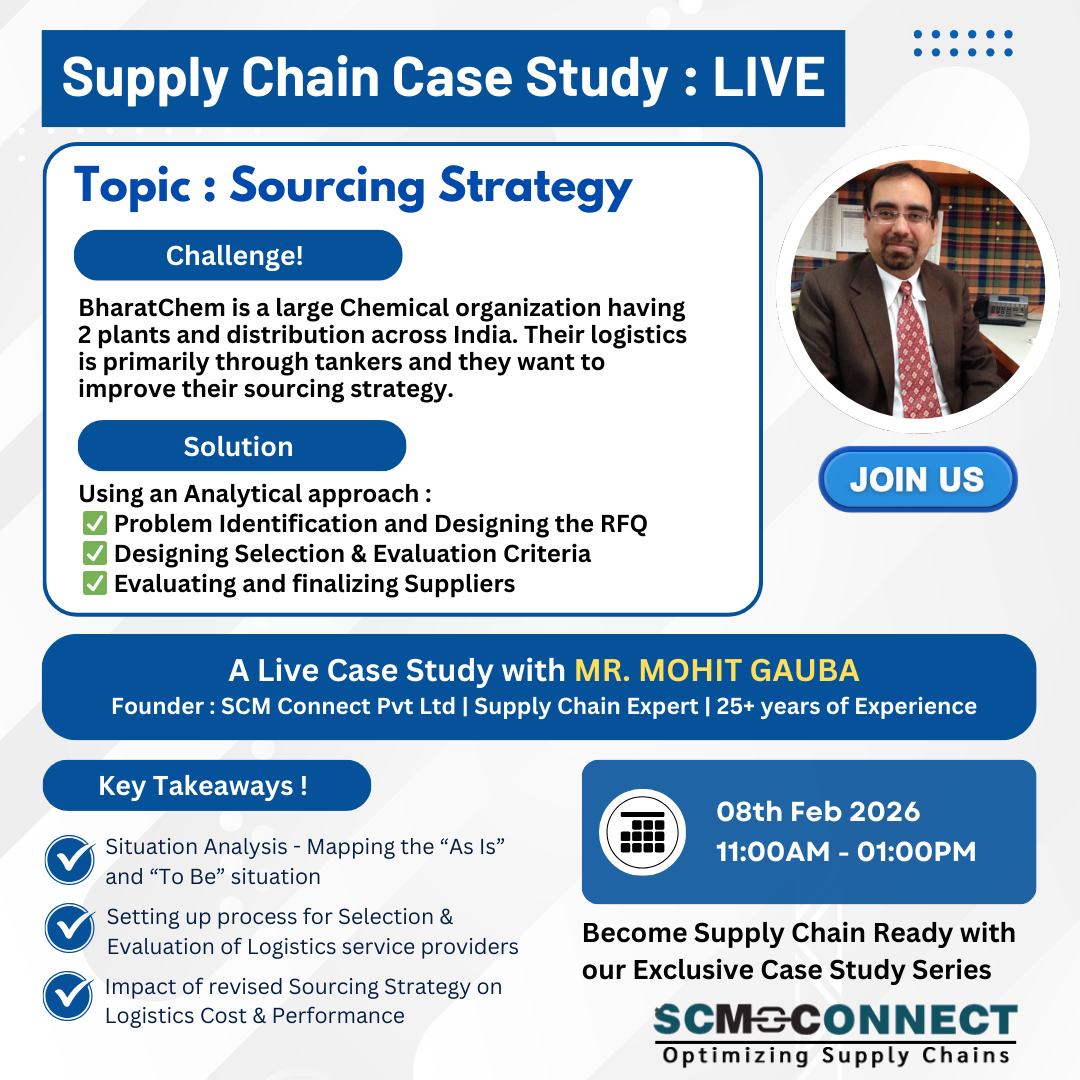 Supply Chain Case Study : LIVE
Topic : Sourcing Strategy
Challenge!
BharatChem is a large Chemical organization having
2 plants and distribution across India. Their logistics
is primarily through tankers and they want to
improve their sourcing strategy.
Solution
Using an Analytical approach :
✅ Problem Identification and Designing the RFQ
✅ Designing Selection & Evaluation Criteria
✅ Evaluating and finalizing Suppliers
JOIN US
A Live Case Study with MR. MOHIT GAUBA
Founder : SCM Connect Pvt Ltd | Supply Chain Expert | 25+ years of Experience
Key Takeaways !
Situation Analysis - Mapping the “As Is”
and “To Be” situation
Setting up process for Selection &
Evaluation of Logistics service providers
Impact of revised Sourcing Strategy on
Logistics Cost & Performance
08th Feb 2026
11:00AM - 01:00PM
Become Supply Chain Ready with
our Exclusive Case Study Series
SCM CONNECT
Optimizing Supply Chains